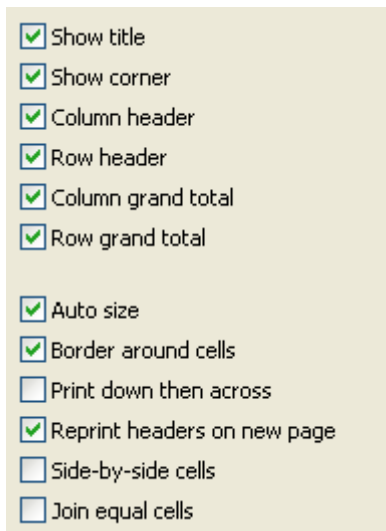 Show title
Show corner
Column header
Row header
Column grand total
Row grand total
Auto size
Border around cells
Print down then across
Reprint headers on new page
Side-by-side cells
Join equal cells